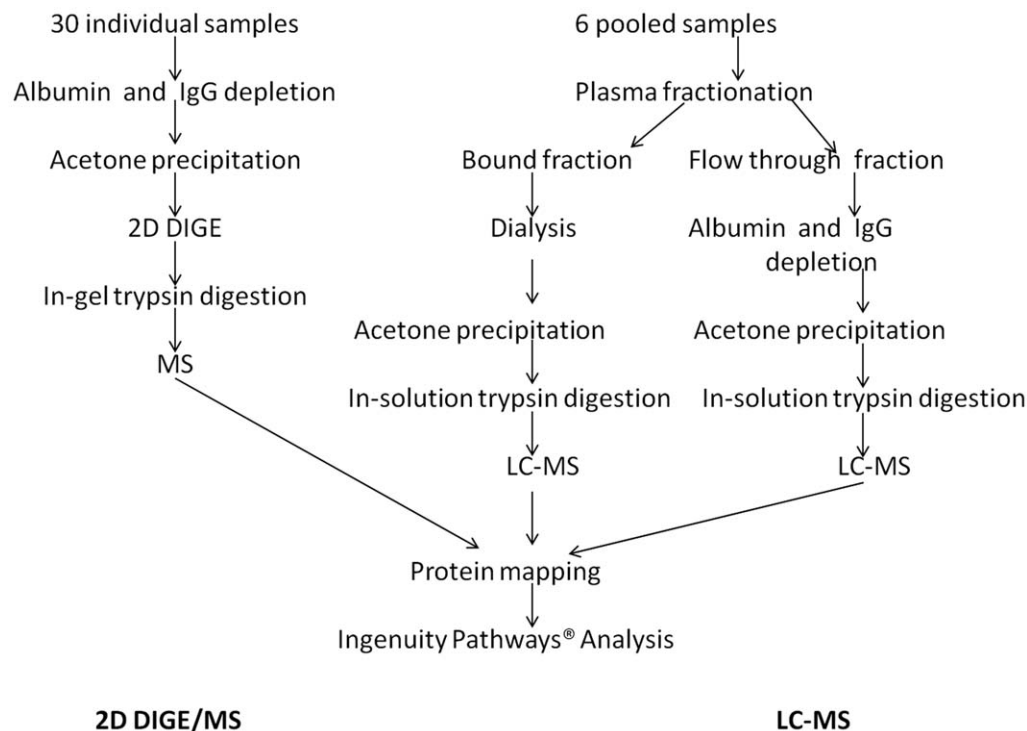 30 individual samples
Albumin and IgG depletion
Acetone precipitation
2D DIGE
In-gel trypsin digestion
MS
6 pooled samples
Plasma fractionation
Bound fraction
Dialysis
Acetone precipitation
In-solution trypsin digestion
LC-MS
Flow through fraction
Albumin and IgG
depletion
Acetone precipitation
In-solution trypsin digestion
LC-MS
Protein mapping
Ingenuity Pathways® Analysis
2D DIGE/MS
LC-MS